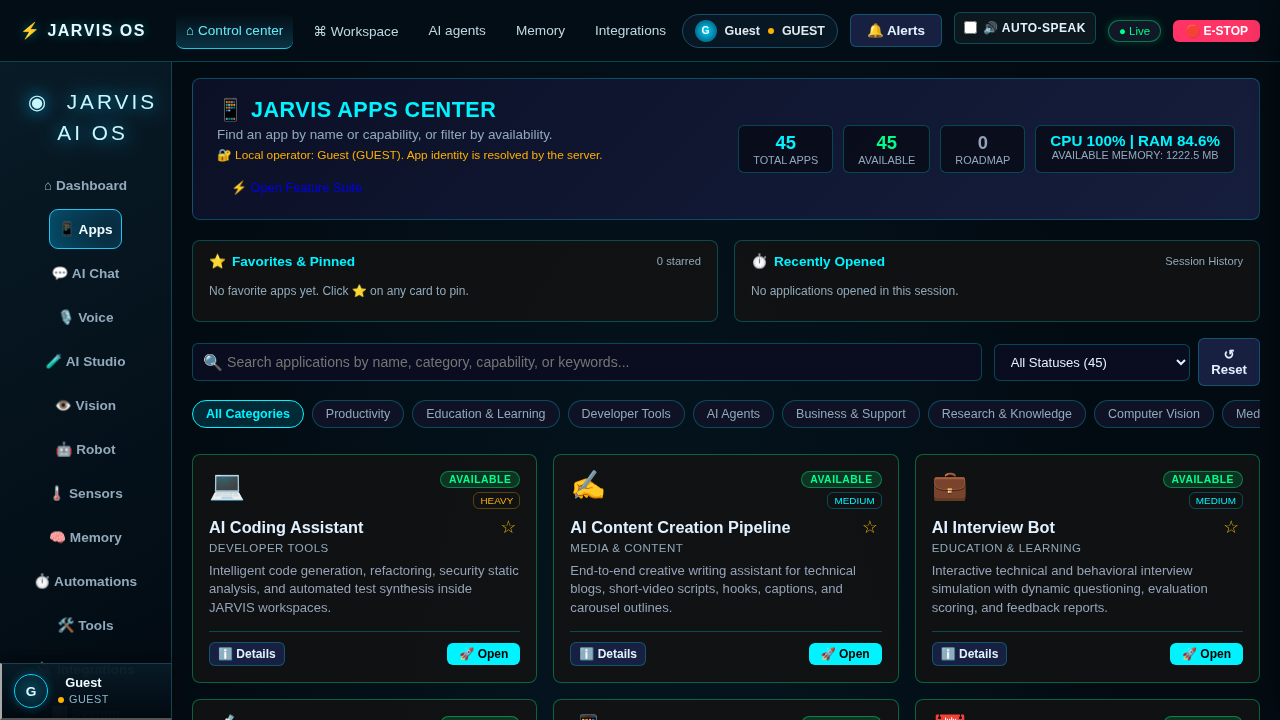 ⚡ JARVIS OS
⌂ Control center
⌘ Workspace
AI agents
Memory
Integrations
G Guest ● GUEST
🔔 Alerts
🔊 AUTO-SPEAK
● Live
🛑 E-STOP
◉ JARVIS AI OS
⌂ Dashboard
📱 Apps
💬 AI Chat
🎙️ Voice
🧪 AI Studio
👁️ Vision
🤖 Robot
🌡️ Sensors
🧠 Memory
⏱️ Automations
🛠️ Tools
Integrations
G Guest
● GUEST
📱 JARVIS APPS CENTER
Find an app by name or capability, or filter by availability.
🔐 Local operator: Guest (GUEST). App identity is resolved by the server.
⚡ Open Feature State
45
TOTAL APPS
45
AVAILABLE
0
ROADMAP
CPU 100% | RAM 84.6%
AVAILABLE MEMORY: 1222.5 MB
⭐ Favorites & Pinned
0 starred
No favorite apps yet. Click ⭐ on any card to pin.
⏱️ Recently Opened
Session History
No applications opened in this session.
🔍 Search applications by name, category, capability, or keywords...
All Statuses (45)
↺ Reset
All Categories
Productivity
Education & Learning
Developer Tools
AI Agents
Business & Support
Research & Knowledge
Computer Vision
Med
💻
AVAILABLE
HEAVY
AI Coding Assistant ☆
DEVELOPER TOOLS
Intelligent code generation, refactoring, security static
analysis, and automated test synthesis inside
JARVIS workspaces.
ℹ️ Details
🚀 Open
✍️
AVAILABLE
MEDIUM
AI Content Creation Pipeline ☆
MEDIA & CONTENT
End-to-end creative writing assistant for technical
blogs, short-video scripts, hooks, captions, and
carousel outlines.
ℹ️ Details
🚀 Open
💼
AVAILABLE
MEDIUM
AI Interview Bot ☆
EDUCATION & LEARNING
Interactive technical and behavioral interview
simulation with dynamic questioning, evaluation
scoring, and feedback reports.
ℹ️ Details
🚀 Open